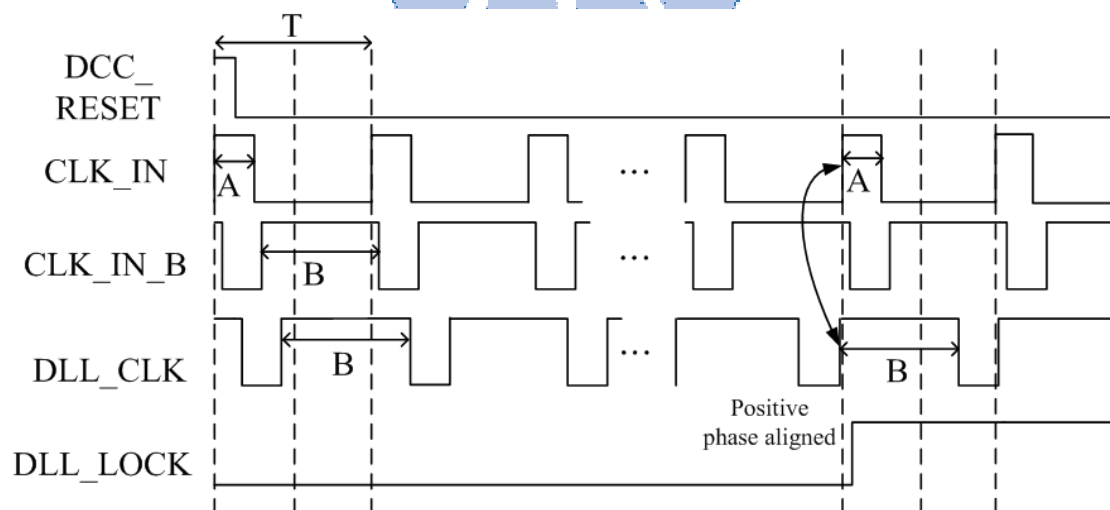 T
DCC_
RESET
CLK_IN
A
...
A
CLK_IN_B
B
...
DLL_CLK
B
...
B
Positive
phase aligned
DLL_LOCK